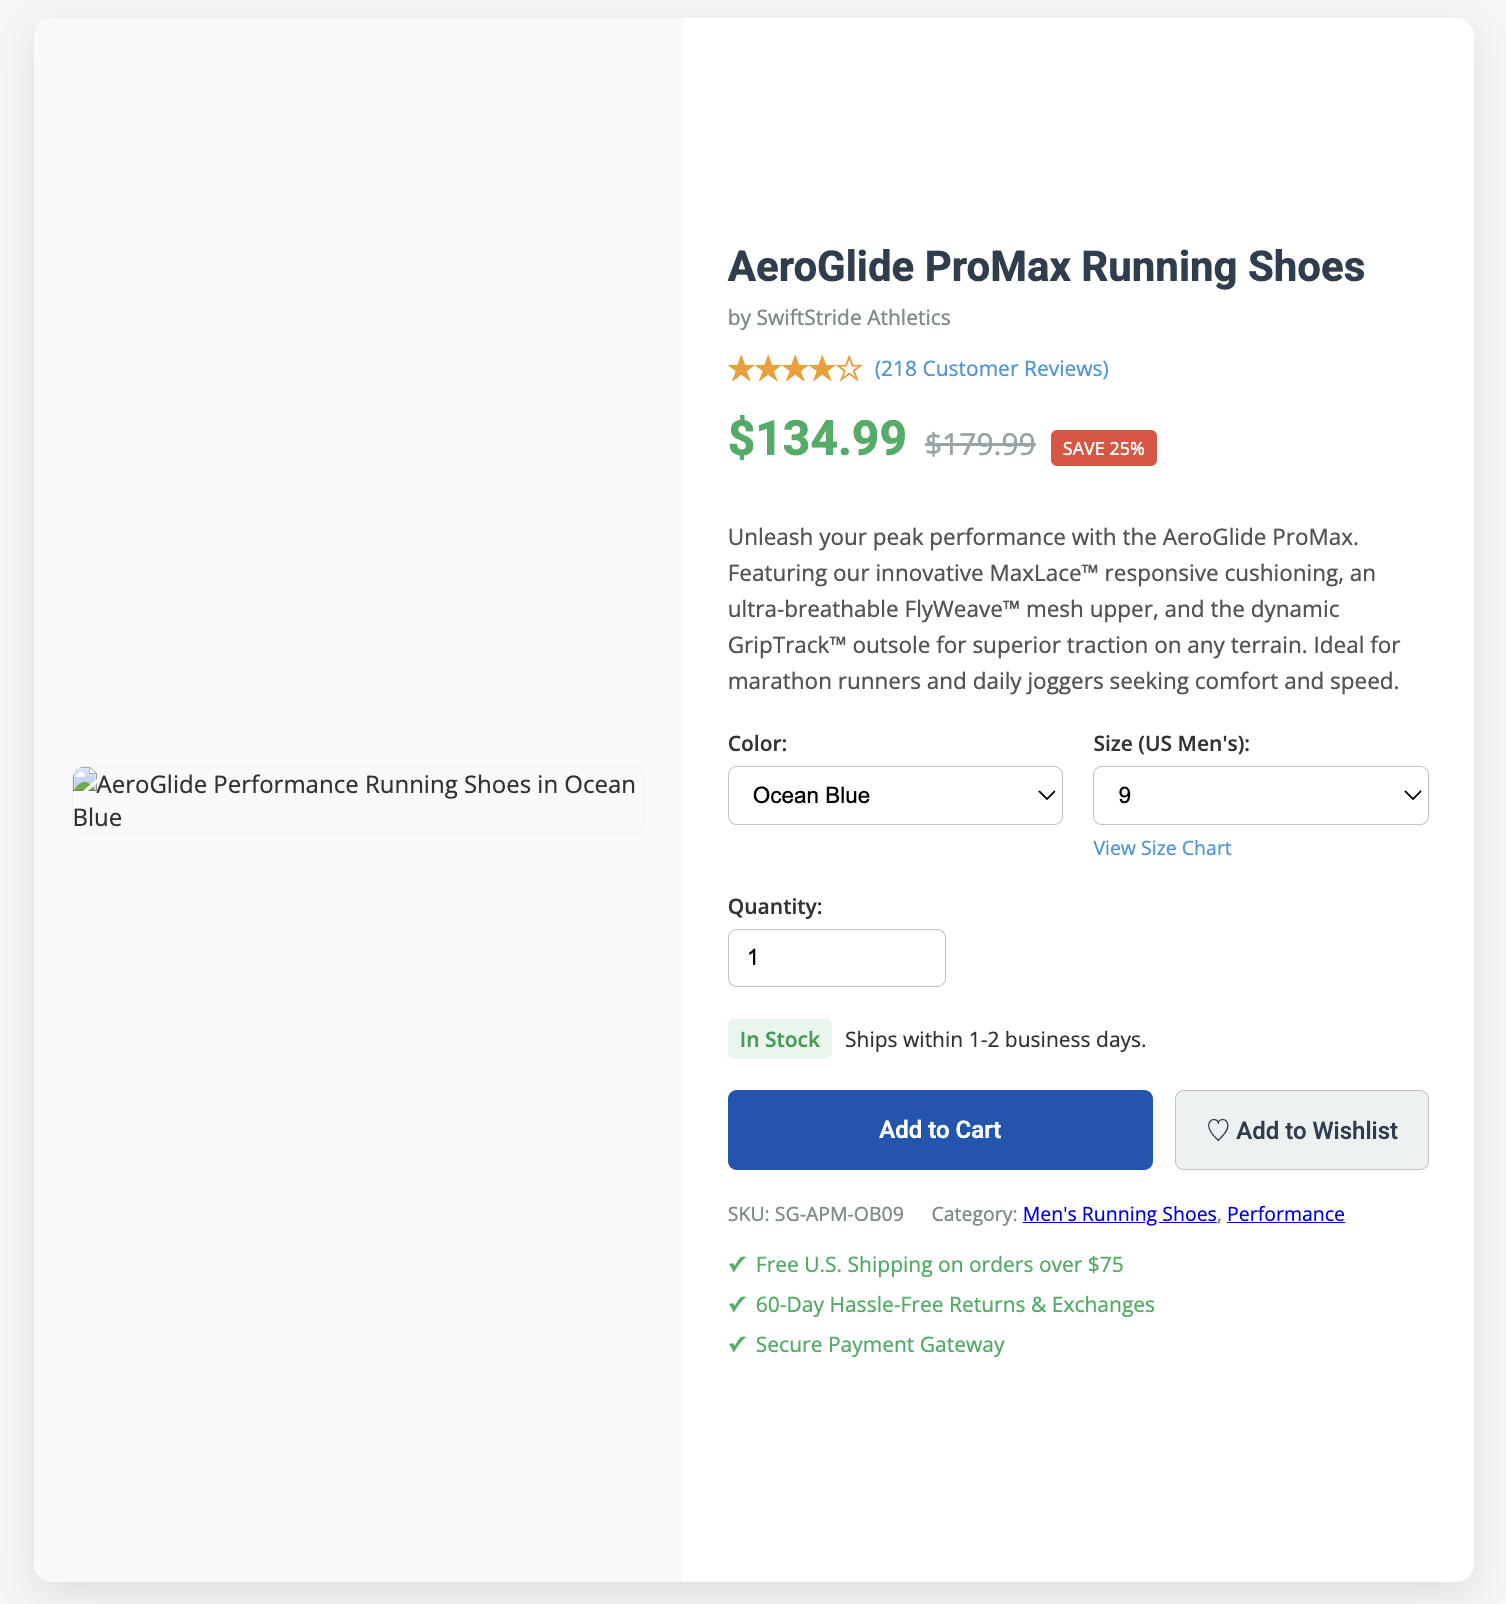 AeroGlide Performance Running Shoes in Ocean
Blue
AeroGlide ProMax Running Shoes
by SwiftStride Athletics
★★★★☆ (218 Customer Reviews)
$134.99 $179.99 SAVE 25%
Unleash your peak performance with the AeroGlide ProMax.
Featuring our innovative MaxLace™ responsive cushioning, an
ultra-breathable FlyWeave™ mesh upper, and the dynamic
GripTrack™ outsole for superior traction on any terrain. Ideal for
marathon runners and daily joggers seeking comfort and speed.
Color:
Ocean Blue
Size (US Men's):
9
View Size Chart
Quantity:
1
In Stock Ships within 1-2 business days.
Add to Cart
♡ Add to Wishlist
SKU: SG-APM-OB09 Category: Men's Running Shoes, Performance
✔ Free U.S. Shipping on orders over $75
✔ 60-Day Hassle-Free Returns & Exchanges
✔ Secure Payment Gateway